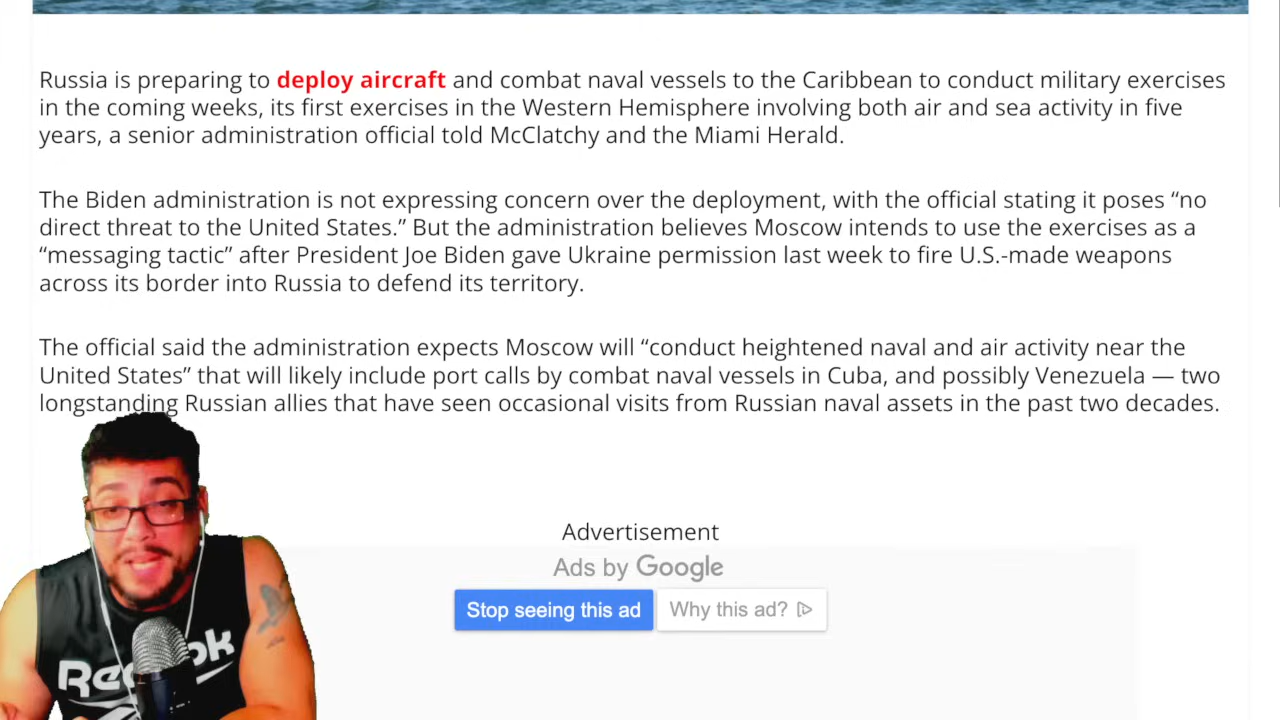 Russia is preparing to deploy aircraft and combat naval vessels to the Caribbean to conduct military exercises
in the coming weeks, its first exercises in the Western Hemisphere involving both air and sea activity in five
years, a senior administration official told McClatchy and the Miami Herald.
The Biden administration is not expressing concern over the deployment, with the official stating it poses “no
direct threat to the United States.” But the administration believes Moscow intends to use the exercises as a
“messaging tactic” after President Joe Biden gave Ukraine permission last week to fire U.S.-made weapons
across its border into Russia to defend its territory.
The official said the administration expects Moscow will “conduct heightened naval and air activity near the
United States” that will likely include port calls by combat naval vessels in Cuba, and possibly Venezuela — two
longstanding Russian allies that have seen occasional visits from Russian naval assets in the past two decades.
Advertisement
Ads by Google
Stop seeing this ad Why this ad?
Reebok